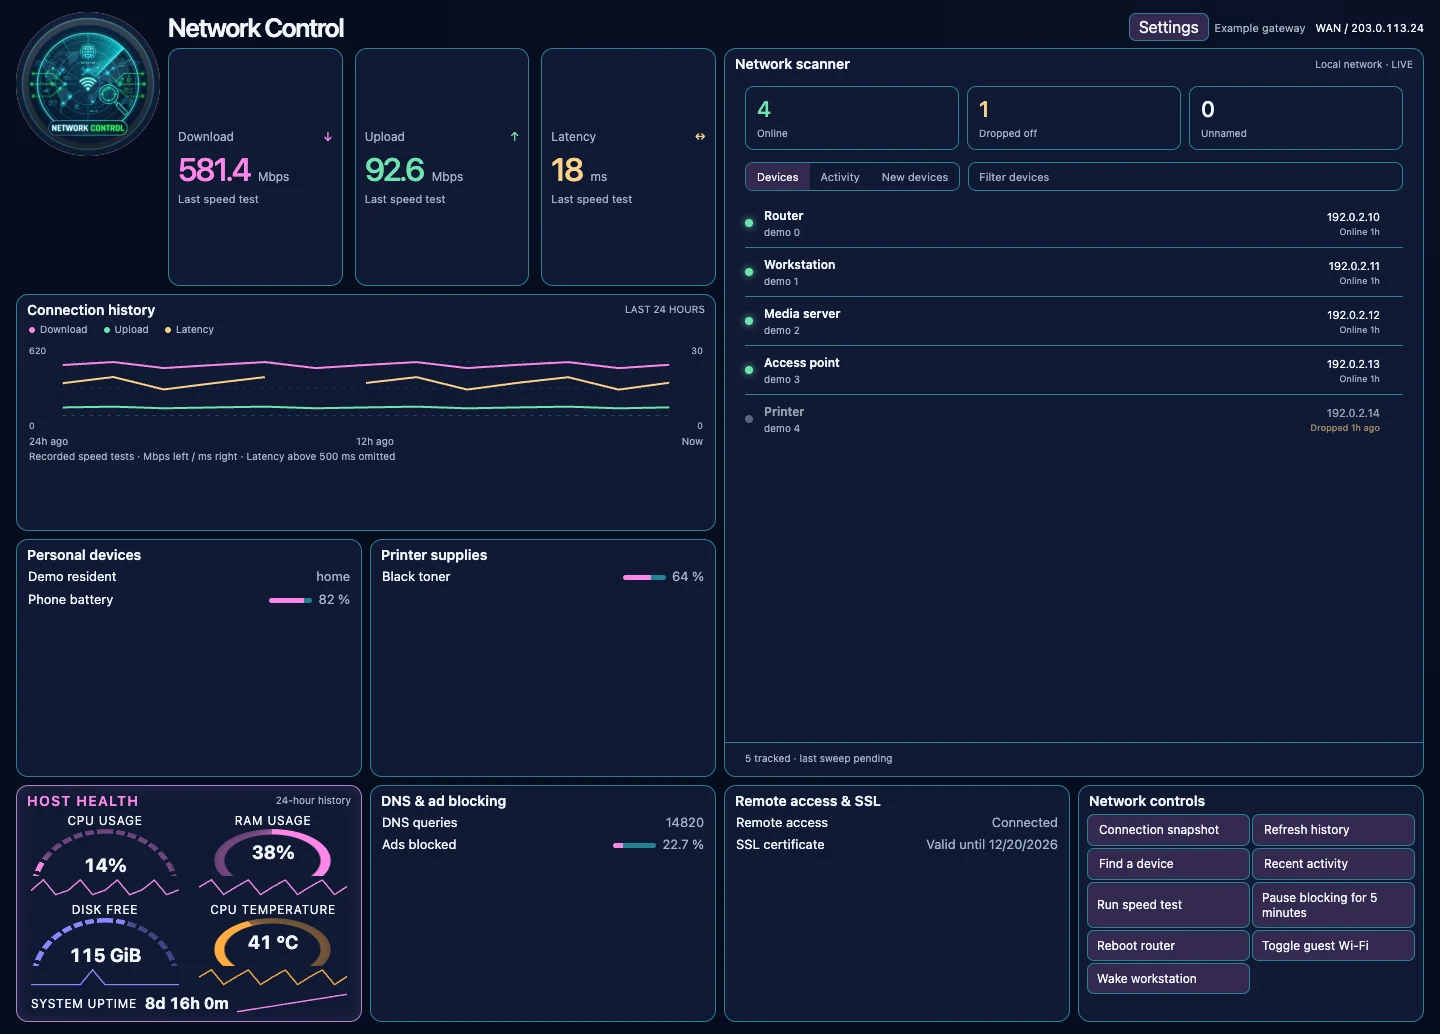 NETWORK CONTROL
Network Control
Settings Example gateway WAN / 203.0.113.24
Download ↓
581.4 Mbps
Last speed test
Upload ↑
92.6 Mbps
Last speed test
Latency ↔
18 ms
Last speed test
Network scanner Local network · LIVE
4
Online
1
Dropped off
0
Unnamed
Devices Activity New devices Filter devices
Router 192.0.2.10
demo 0 Online 1h
Workstation 192.0.2.11
demo 1 Online 1h
Media server 192.0.2.12
demo 2 Online 1h
Access point 192.0.2.13
demo 3 Online 1h
Printer 192.0.2.14
demo 4 Dropped 1h ago
5 tracked · last sweep pending
Connection history LAST 24 HOURS
Download Upload Latency
620 30
0 0
24h ago 12h ago Now
Recorded speed tests · Mbps left / ms right · Latency above 500 ms omitted
Personal devices
Demo resident home
Phone battery 82 %
Printer supplies
Black toner 64 %
HOST HEALTH 24-hour history
CPU USAGE
14%
RAM USAGE
38%
DISK FREE
115 GiB
CPU TEMPERATURE
41 °C
SYSTEM UPTIME 8d 16h 0m
DNS & ad blocking
DNS queries 14820
Ads blocked 22.7 %
Remote access & SSL
Remote access Connected
SSL certificate Valid until 12/20/2026
Network controls
Connection snapshot
Refresh history
Find a device
Recent activity
Run speed test
Pause blocking for 5
minutes
Reboot router
Toggle guest Wi-Fi
Wake workstation